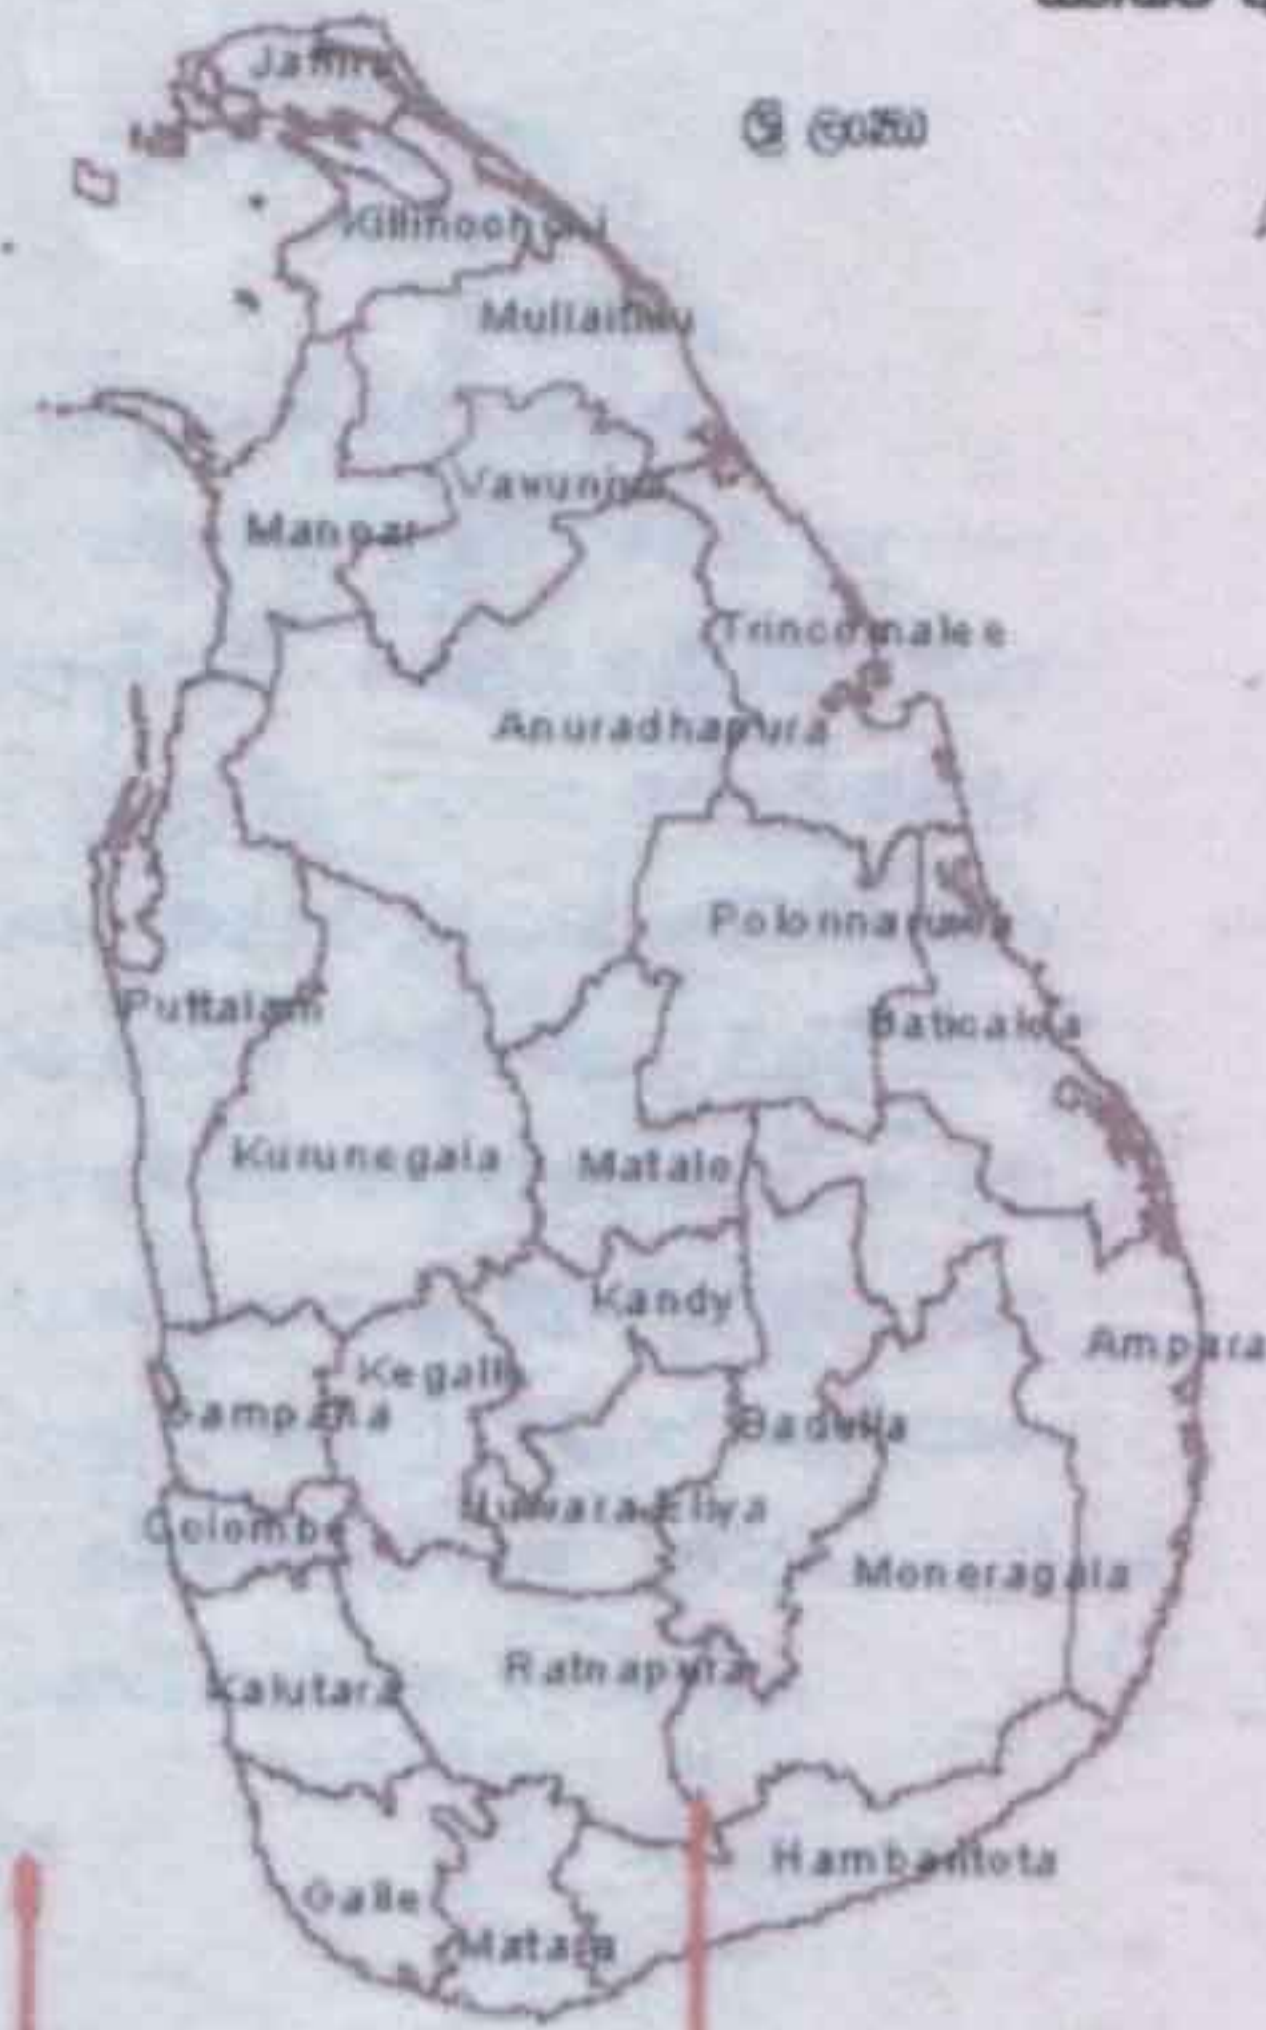 Jaffna
ශ්‍රී ලංකා
Killinochchi
Mullaitivu
Vavuniya
Mannar
Trincomalee
Anuradhapura
Polonnaruwa
Puttalam
Baticaloa
Kurunegala
Matale
Kandy
Ampara
Kegalle
Gampaha
Badulla
Nuwara Eliya
Colombo
Moneragala
Ratnapura
Kalutara
Hambantota
Galle
Matara